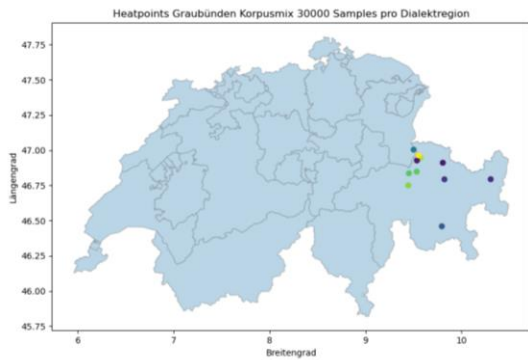 Heatpoints Graubünden Korpusmix 30000 Samples pro Dialektregion
47.75
47.50
47.25
47.00
46.75
46.50
46.25
46.00
45.75
Längengrad
6 7 8 9 10
Breitengrad